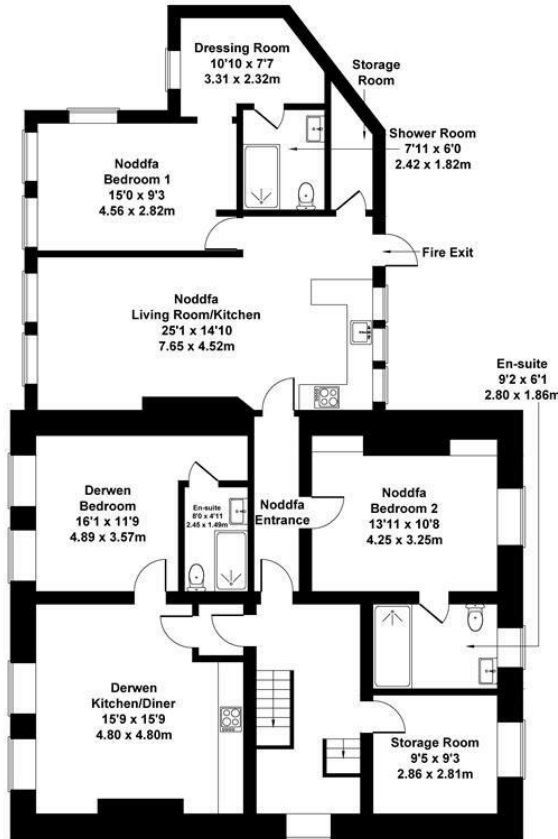 Dressing Room
10'10 x 7'7
3.31 x 2.32m
Storage
Room
Shower Room
7'11 x 6'0
2.42 x 1.82m
Noddfa
Bedroom 1
15'0 x 9'3
4.56 x 2.82m
Fire Exit
Noddfa
Living Room/Kitchen
25'1 x 14'10
7.65 x 4.52m
En-suite
9'2 x 6'1
2.80 x 1.86m
Derwen
Bedroom
16'1 x 11'9
4.89 x 3.57m
En-suite
8'0 x 4'11
2.45 x 1.49m
Noddfa
Entrance
Noddfa
Bedroom 2
13'11 x 10'8
4.25 x 3.25m
Derwen
Kitchen/Diner
15'9 x 15'9
4.80 x 4.80m
Storage Room
9'5 x 9'3
2.86 x 2.81m